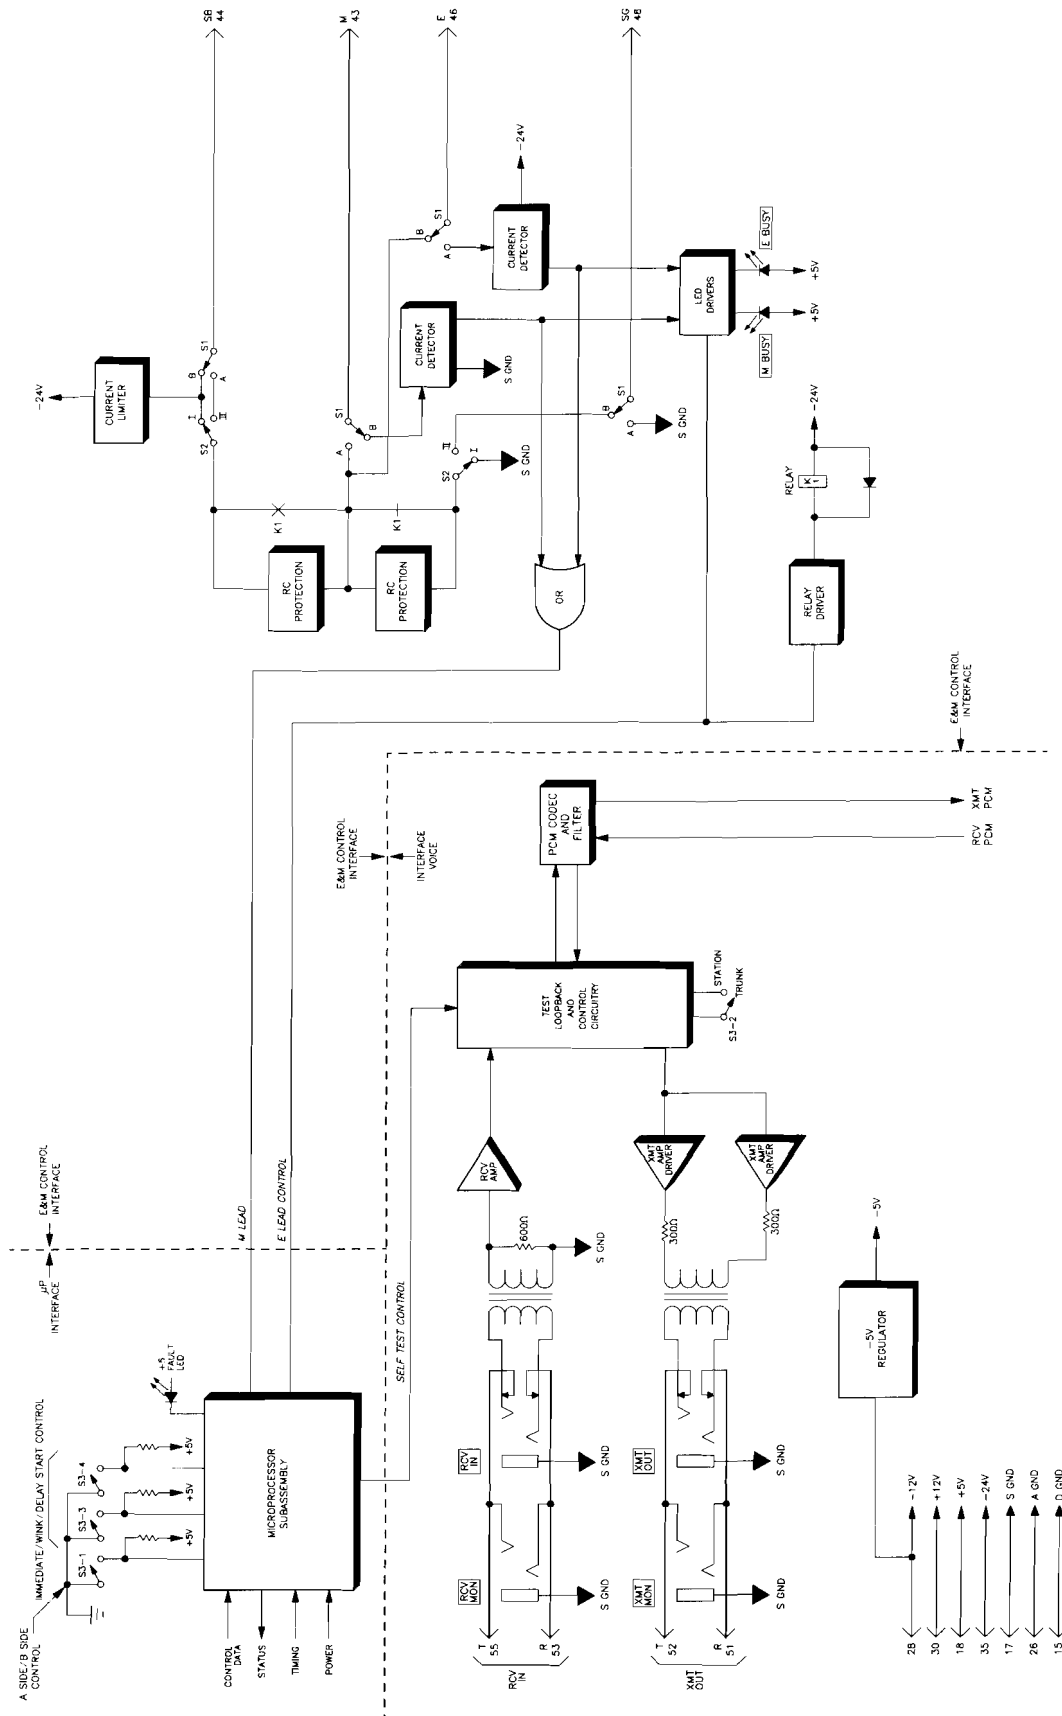 A SIDE/B SIDE
CONTROL
IMMEDIATE/WINK/DELAY START CONTROL
S3-1
S3-3
S3-4
+5V
+5V
+5V
+5
FAULT
LED
MICROPROCESSOR
SUBASSEMBLY
CONTROL
DATA
STATUS
TIMING
POWER
µP
INTERFACE
E&M CONTROL
INTERFACE
M LEAD
E LEAD CONTROL
SELF TEST CONTROL
E&M CONTROL
INTERFACE
INTERFACE
VOICE
SB
44
M
43
E
46
SG
48
-24V
CURRENT
LIMITER
S2
I
II
B
A
S1
K1
K1
RC
PROTECTION
RC
PROTECTION
A
S1
B
S2
II
I
S GND
CURRENT
DETECTOR
S GND
A
B
S1
CURRENT
DETECTOR
-24V
A
B
S1
S GND
OR
LED
DRIVERS
M BUSY
E BUSY
+5V
+5V
RELAY
DRIVER
RELAY
K
1
-24V
E&M CONTROL
INTERFACE
T
55
R
53
RCV
IN
RCV
MON
S GND
RCV
IN
S GND
600Ω
S GND
RCV
AMP
TEST
LOOPBACK
AND
CONTROL
CIRCUITRY
S3-2
STATION
TRUNK
PCM CODEC
AND
FILTER
RCV
PCM
XMT
PCM
T
52
R
51
XMT
OUT
XMT
MON
S GND
XMT
OUT
S GND
300Ω
300Ω
XMT
AMP
DRIVER
XMT
AMP
DRIVER
-5V
REGULATOR
-5V
28 -12V
30 +12V
18 +5V
35 -24V
17 S GND
26 A GND
15 D GND